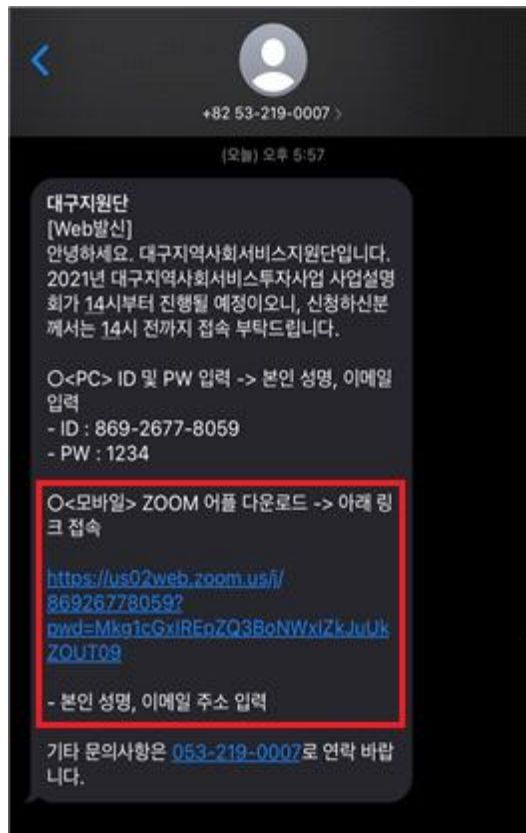 +82 53-219-0007 >
(오늘) 오후 5:57
대구지원단
[Web발신]
안녕하세요. 대구지역사회서비스지원단입니다.
2021년 대구지역사회서비스투자사업 사업설명
회가 14시부터 진행될 예정이오니, 신청하신분
께서는 14시 전까지 접속 부탁드립니다.
○<PC> ID 및 PW 입력 -> 본인 성명, 이메일
입력
- ID : 869-2677-8059
- PW : 1234
○<모바일> ZOOM 어플 다운로드 -> 아래 링
크 접속
https://us02web.zoom.us/j/
86926778059?
pwd=Mkg1cGxIREpZQ3BoNWxIZkJuUk
ZOUT09
- 본인 성명, 이메일 주소 입력
기타 문의사항은 053-219-0007로 연락 바랍
니다.